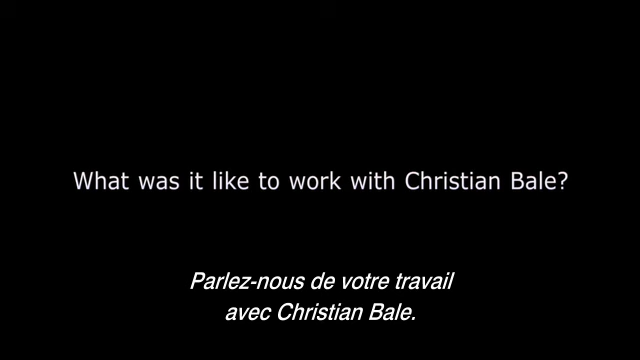 What was it like to work with Christian Bale?
Parlez-nous de votre travail
avec Christian Bale.